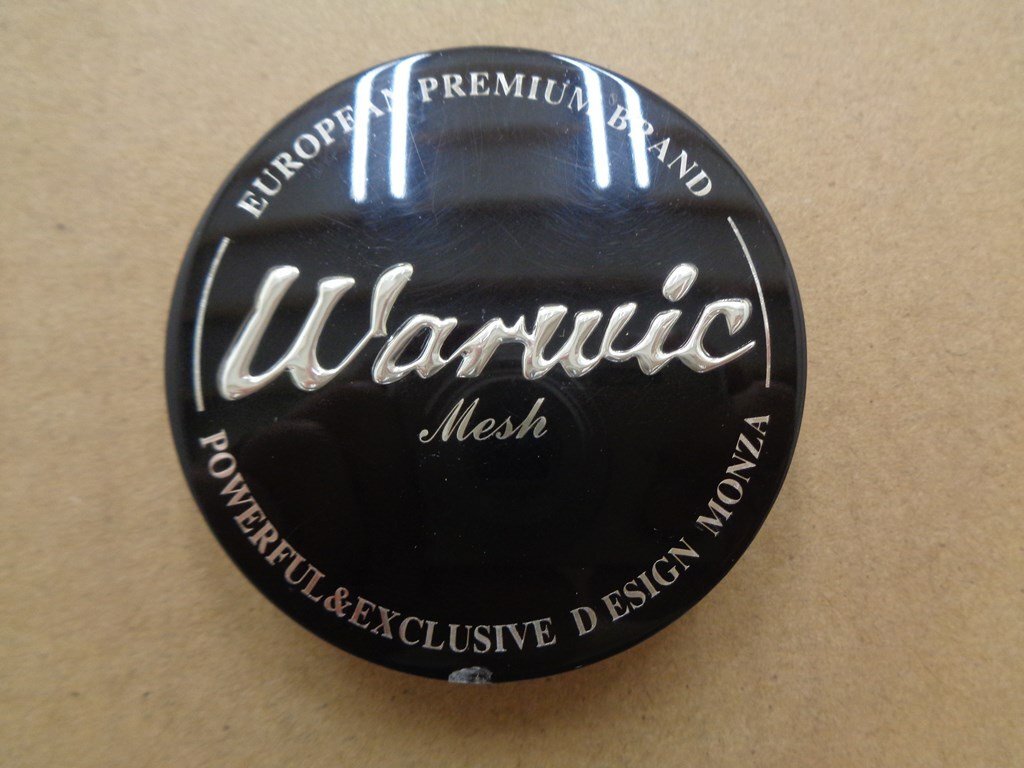 EUROPEAN PREMIUM BRAND
Warwic
Mesh
POWERFUL&EXCLUSIVE DESIGN MONZA